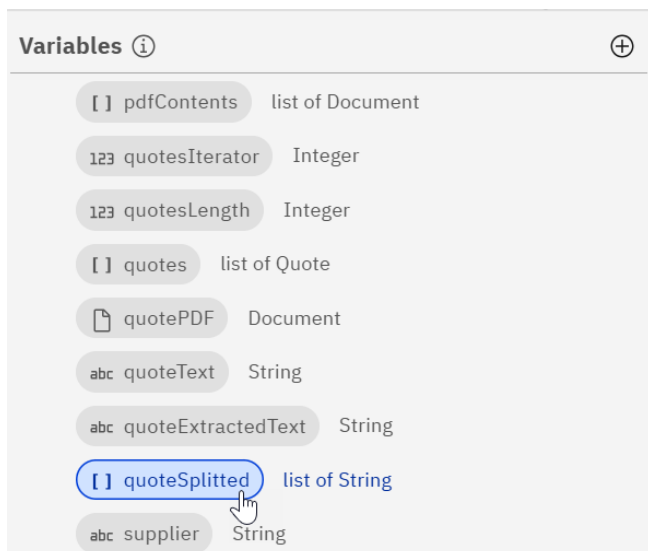 Variables
[ ] pdfContents list of Document
123 quotesIterator Integer
123 quotesLength Integer
[ ] quotes list of Quote
quotePDF Document
abc quoteText String
abc quoteExtractedText String
[ ] quoteSplitted list of String
abc supplier String